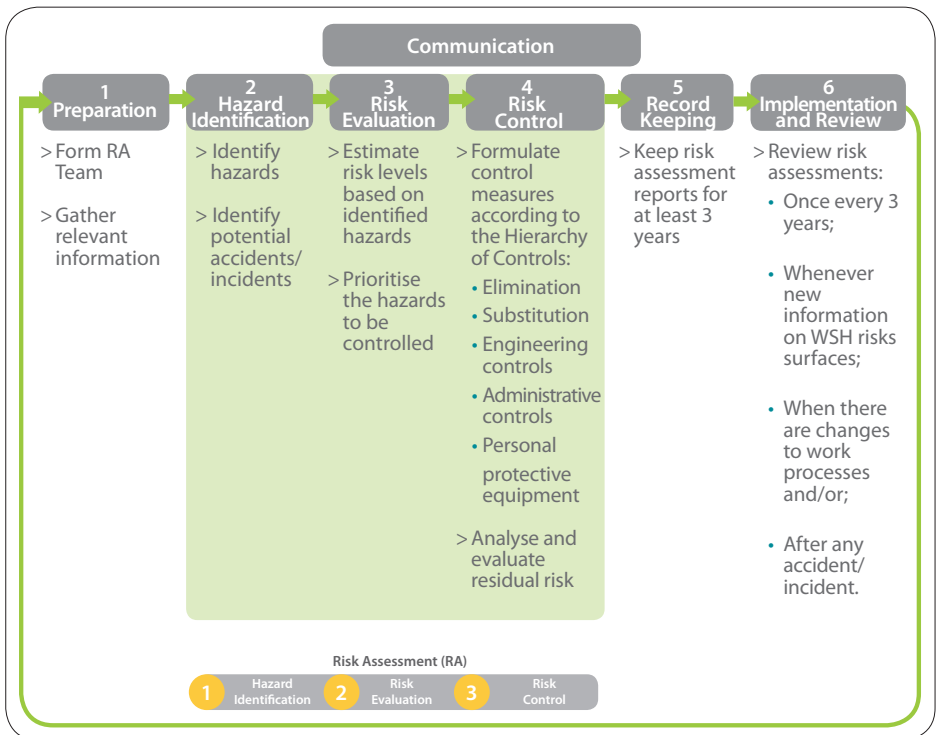 Communication
1
Preparation
> Form RA
Team
> Gather
relevant
information
2
Hazard
Identification
> Identify
hazards
> Identify
potential
accidents/
incidents
3
Risk
Evaluation
> Estimate
risk levels
based on
identified
hazards
> Prioritise
the hazards
to be
controlled
4
Risk
Control
> Formulate
control
measures
according to
the Hierarchy
of Controls:
• Elimination
• Substitution
• Engineering
controls
• Administrative
controls
• Personal
protective
equipment
> Analyse and
evaluate
residual risk
5
Record
Keeping
> Keep risk
assessment
reports for
at least 3
years
6
Implementation
and Review
> Review risk
assessments:
• Once every 3
years;
• Whenever
new
information
on WSH risks
surfaces;
• When there
are changes
to work
processes
and/or;
• After any
accident/
incident.
Risk Assessment (RA)
1
Hazard
Identification
2
Risk
Evaluation
3
Risk
Control